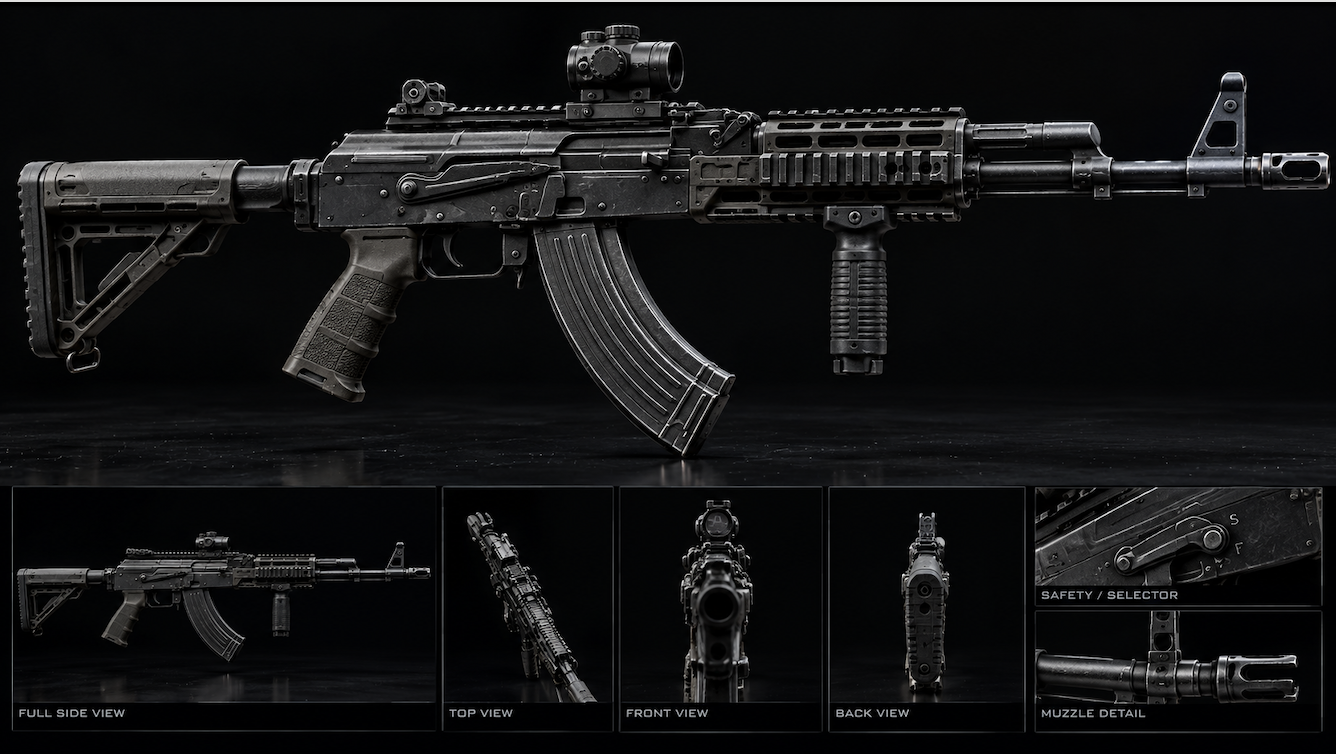 S
F
SAFETY / SELECTOR
FULL SIDE VIEW
TOP VIEW
FRONT VIEW
BACK VIEW
MUZZLE DETAIL